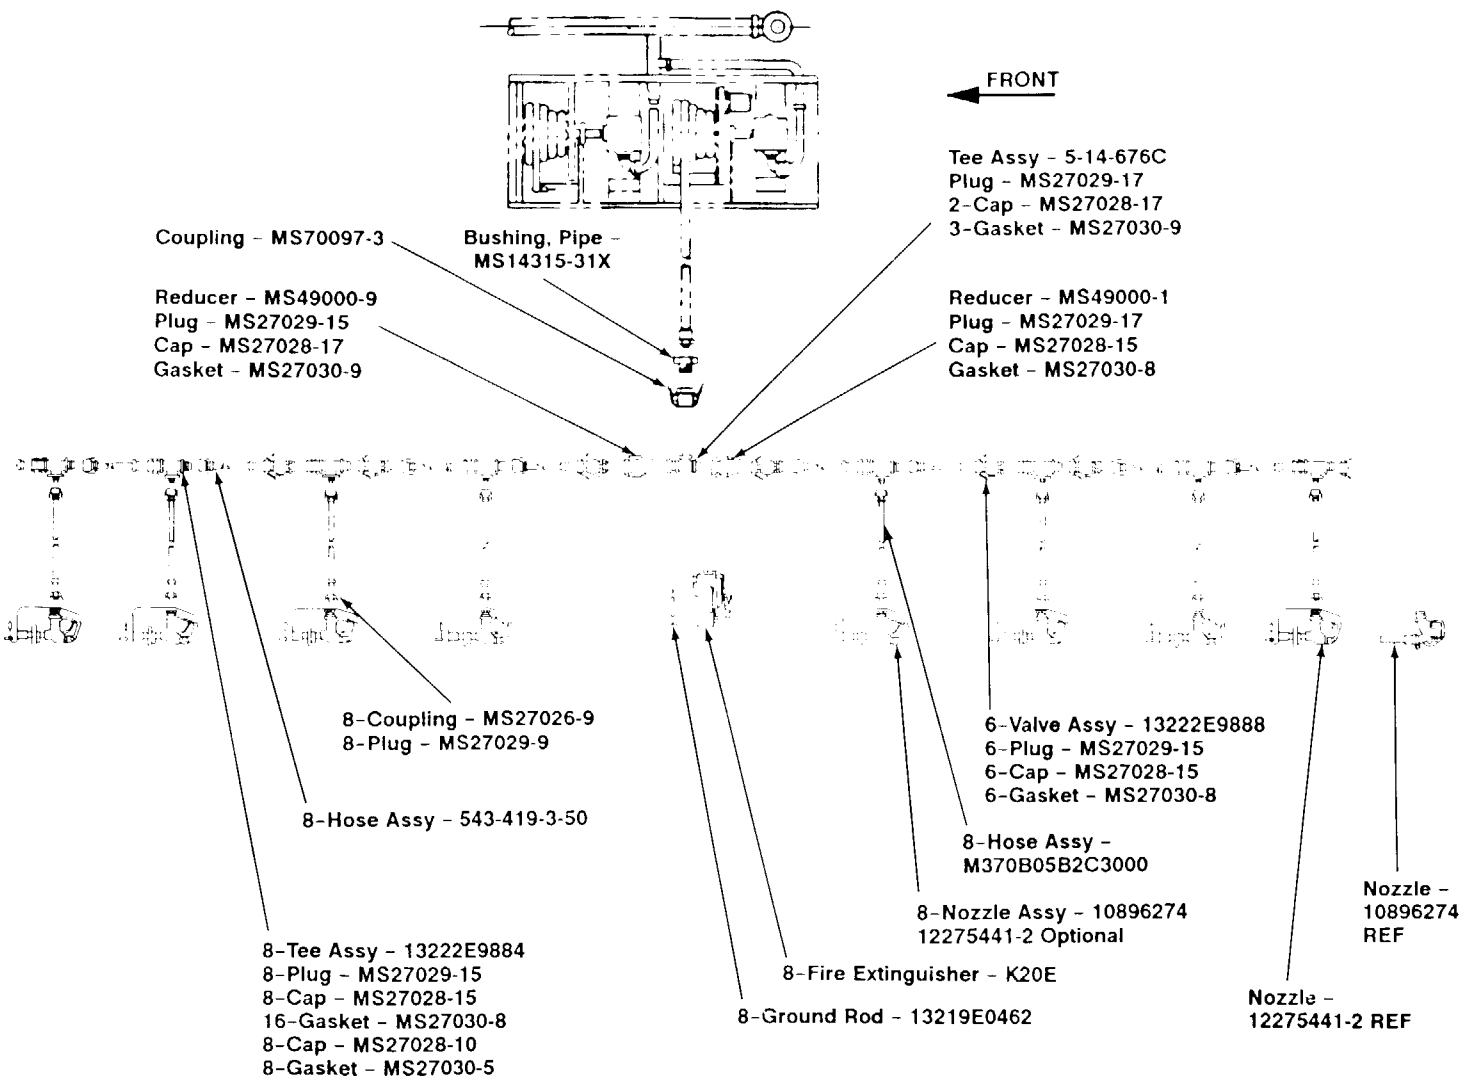 FRONT
Tee Assy – 5-14-676C
Plug – MS27029-17
2-Cap – MS27028-17
3-Gasket – MS27030-9
Coupling – MS70097-3
Bushing, Pipe –
MS14315-31X
Reducer – MS49000-9
Plug – MS27029-15
Cap – MS27028-17
Gasket – MS27030-9
Reducer – MS49000-1
Plug – MS27029-17
Cap – MS27028-15
Gasket – MS27030-8
8-Coupling – MS27026-9
8-Plug – MS27029-9
6-Valve Assy – 13222E9888
6-Plug – MS27029-15
6-Cap – MS27028-15
6-Gasket – MS27030-8
8-Hose Assy – 543-419-3-50
8-Hose Assy –
M370B05B2C3000
8-Nozzle Assy – 10896274
12275441-2 Optional
Nozzle –
10896274
REF
8-Tee Assy – 13222E9884
8-Plug – MS27029-15
8-Cap – MS27028-15
16-Gasket – MS27030-8
8-Cap – MS27028-10
8-Gasket – MS27030-5
8-Fire Extinguisher – K20E
8-Ground Rod – 13219E0462
Nozzle –
12275441-2 REF